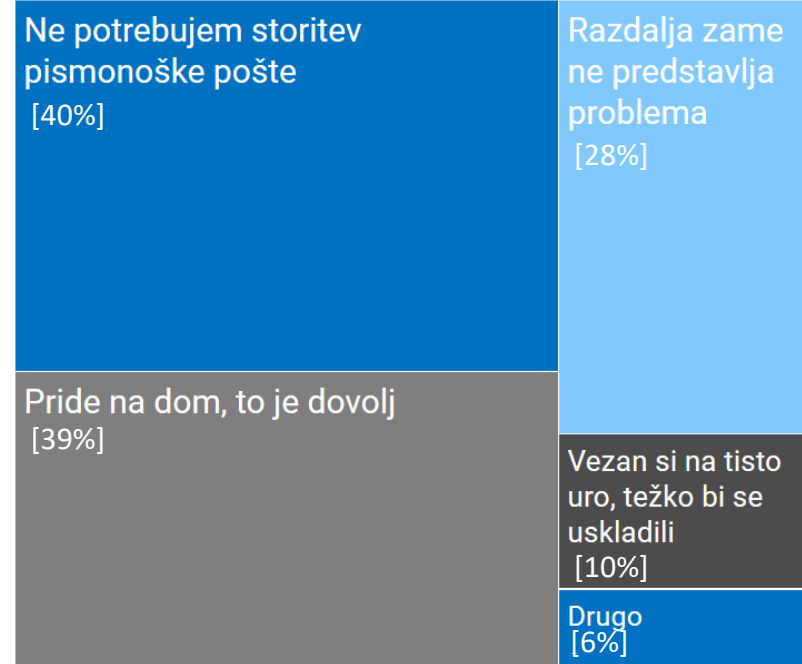 Ne potrebujem storitev
pismonoške pošte
[40%]
Razdalja zame
ne predstavlja
problema
[28%]
Pride na dom, to je dovolj
[39%]
Vezan si na tisto
uro, težko bi se
uskladili
[10%]
Drugo
[6%]